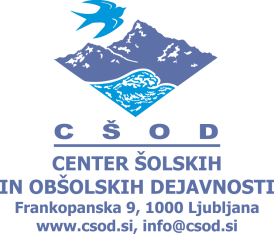 CŠOD
CENTER ŠOLSKIH
IN OBŠOLSKIH DEJAVNOSTI
Frankopanska 9, 1000 Ljubljana
www.csod.si, info@csod.si